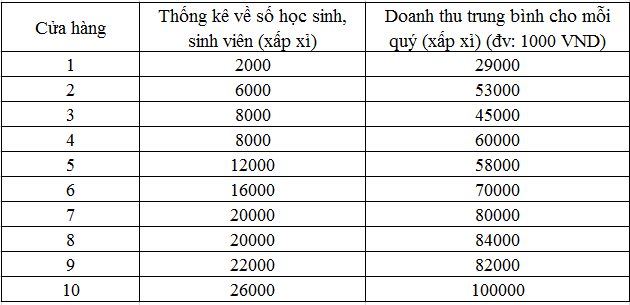 Cửa hàng Thống kê về số học sinh, sinh viên (xấp xỉ) Doanh thu trung bình cho mỗi quý (xấp xỉ) (đv: 1000 VND)
1 2000 29000
2 6000 53000
3 8000 45000
4 8000 60000
5 12000 58000
6 16000 70000
7 20000 80000
8 20000 84000
9 22000 82000
10 26000 100000